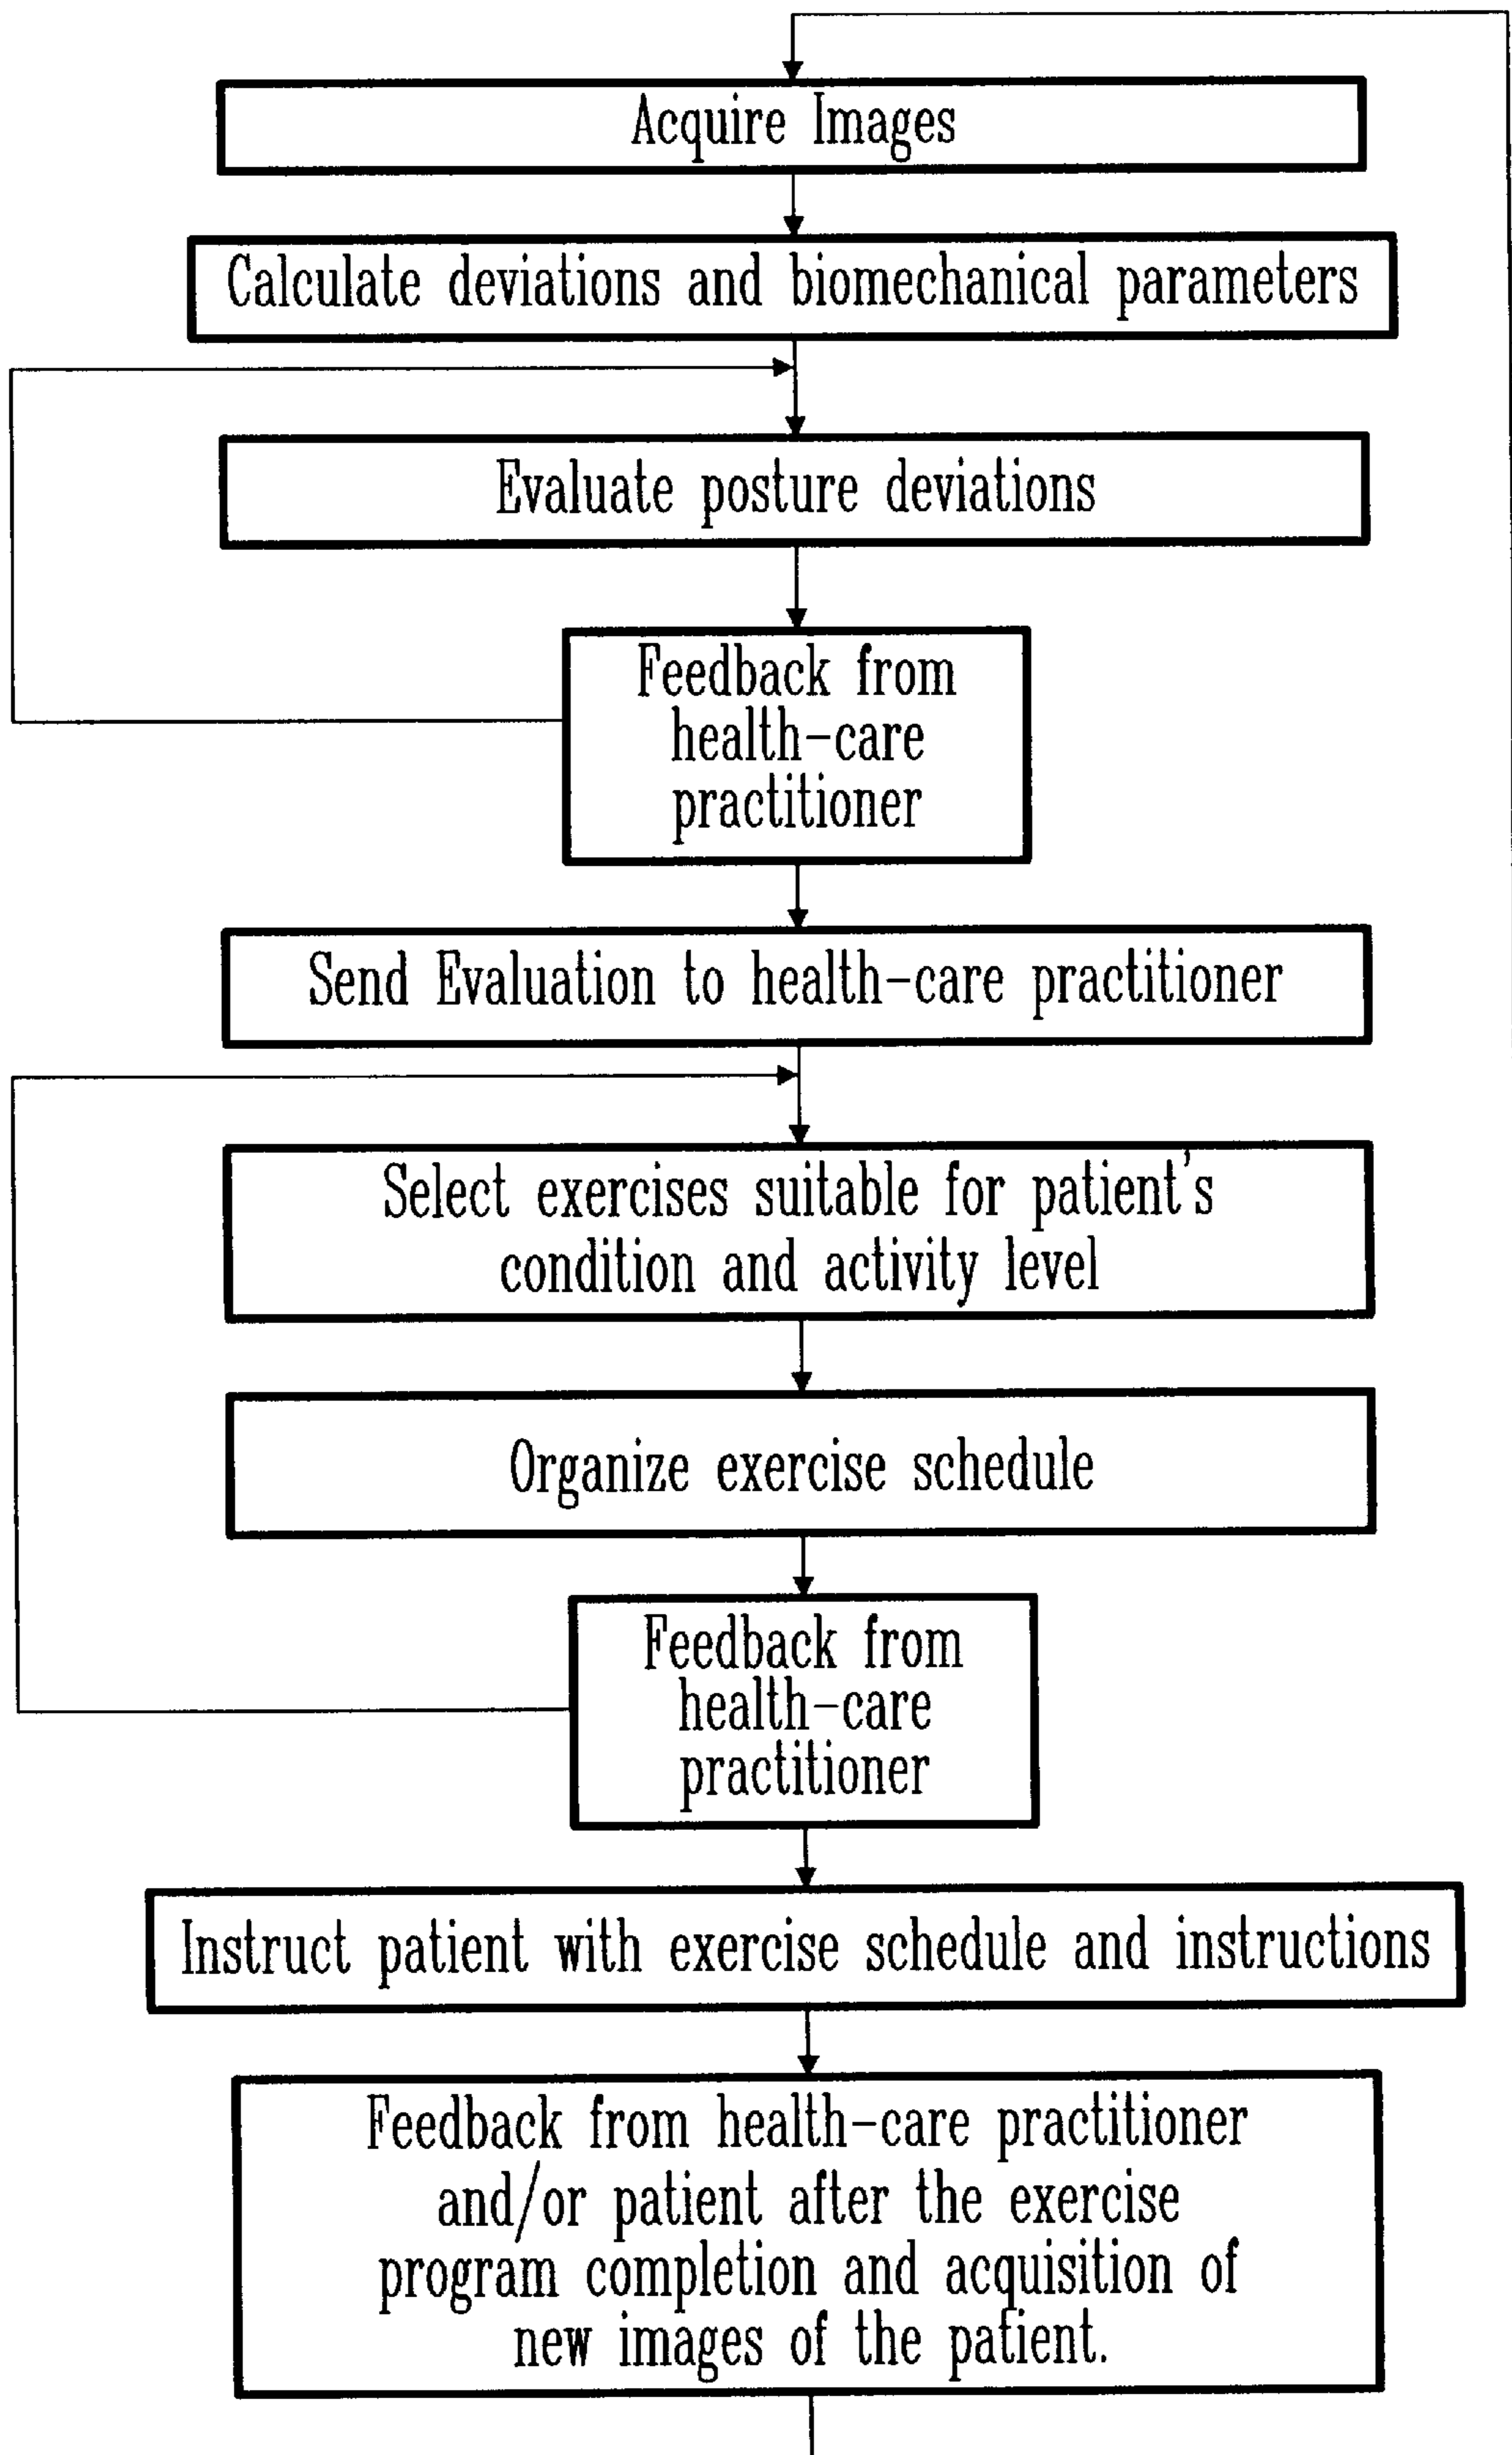 Acquire Images
Calculate deviations and biomechanical parameters
Evaluate posture deviations
Feedback from
health-care
practitioner
Send Evaluation to health-care practitioner
Select exercises suitable for patient's
condition and activity level
Organize exercise schedule
Feedback from
health-care
practitioner
Instruct patient with exercise schedule and instructions
Feedback from health-care practitioner
and/or patient after the exercise
program completion and acquisition of
new images of the patient.